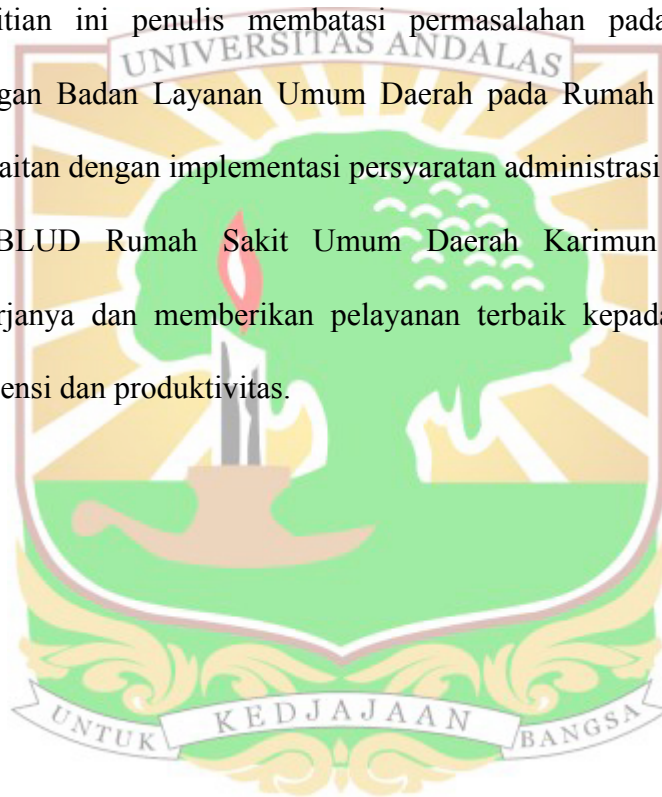 itian ini penulis membatasi permasalahan pada
UNIVERSITAS ANDALAS
gan Badan Layanan Umum Daerah pada Rumah
aitan dengan implementasi persyaratan administrasi
BLUD Rumah Sakit Umum Daerah Karimun
rjanya dan memberikan pelayanan terbaik kepada
ensi dan produktivitas.
UNTUK KEDJAJAAN BANGSA